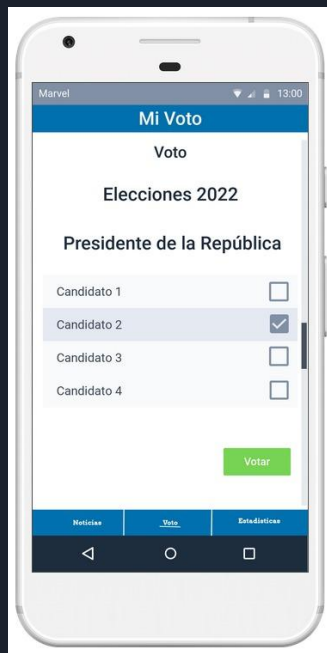 Marvel 13:00
Mi Voto
Voto
Elecciones 2022
Presidente de la República
Candidato 1
Candidato 2
Candidato 3
Candidato 4
Votar
Noticias Voto Estadísticas